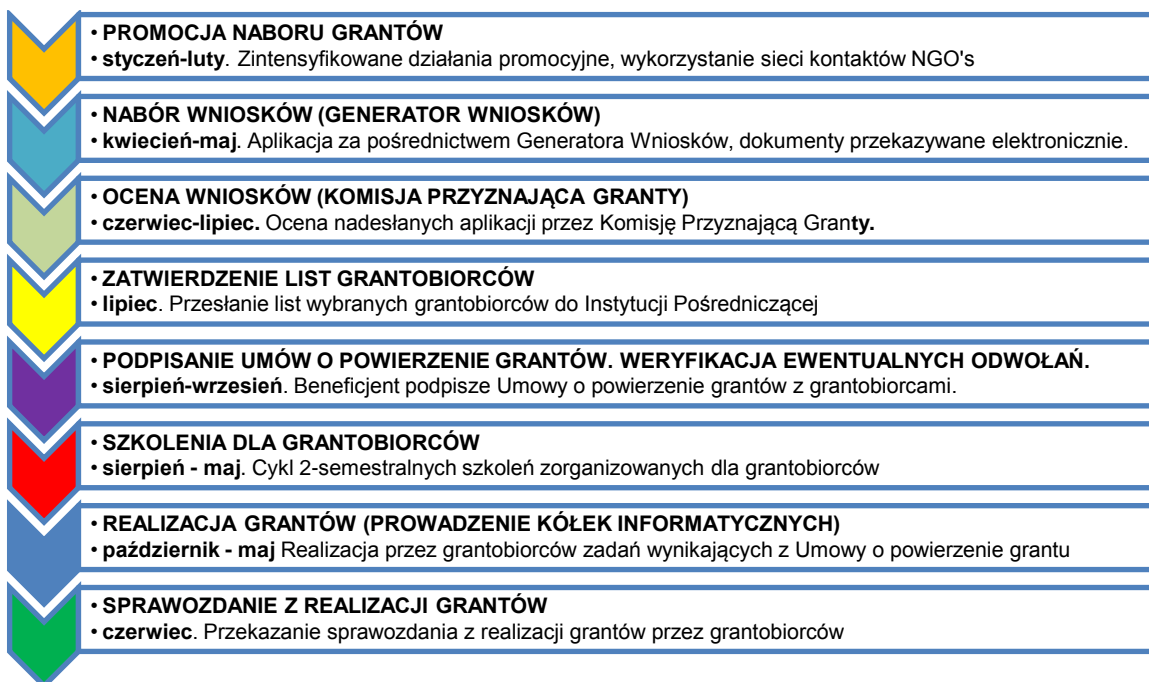 • PROMOCJA NABORU GRANTÓW
• styczeń-luty. Zintensyfikowane działania promocyjne, wykorzystanie sieci kontaktów NGO's
• NABÓR WNIOSKÓW (GENERATOR WNIOSKÓW)
• kwiecień-maj. Aplikacja za pośrednictwem Generatora Wniosków, dokumenty przekazywane elektronicznie.
• OCENA WNIOSKÓW (KOMISJA PRZYZNAJĄCA GRANTY)
• czerwiec-lipiec. Ocena nadesłanych aplikacji przez Komisję Przyznającą Granty.
• ZATWIERDZENIE LIST GRANTOBIORCÓW
• lipiec. Przesłanie list wybranych grantobiorców do Instytucji Pośredniczącej
• PODPISANIE UMÓW O POWIERZENIE GRANTÓW. WERYFIKACJA EWENTUALNYCH ODWOŁAŃ.
• sierpień-wrzesień. Beneficjent podpisze Umowy o powierzenie grantów z grantobiorcami.
• SZKOLENIA DLA GRANTOBIORCÓW
• sierpień - maj. Cykl 2-semestralnych szkoleń zorganizowanych dla grantobiorców
• REALIZACJA GRANTÓW (PROWADZENIE KÓŁEK INFORMATYCZNYCH)
• październik - maj Realizacja przez grantobiorców zadań wynikających z Umowy o powierzenie grantu
• SPRAWOZDANIE Z REALIZACJI GRANTÓW
• czerwiec. Przekazanie sprawozdania z realizacji grantów przez grantobiorców